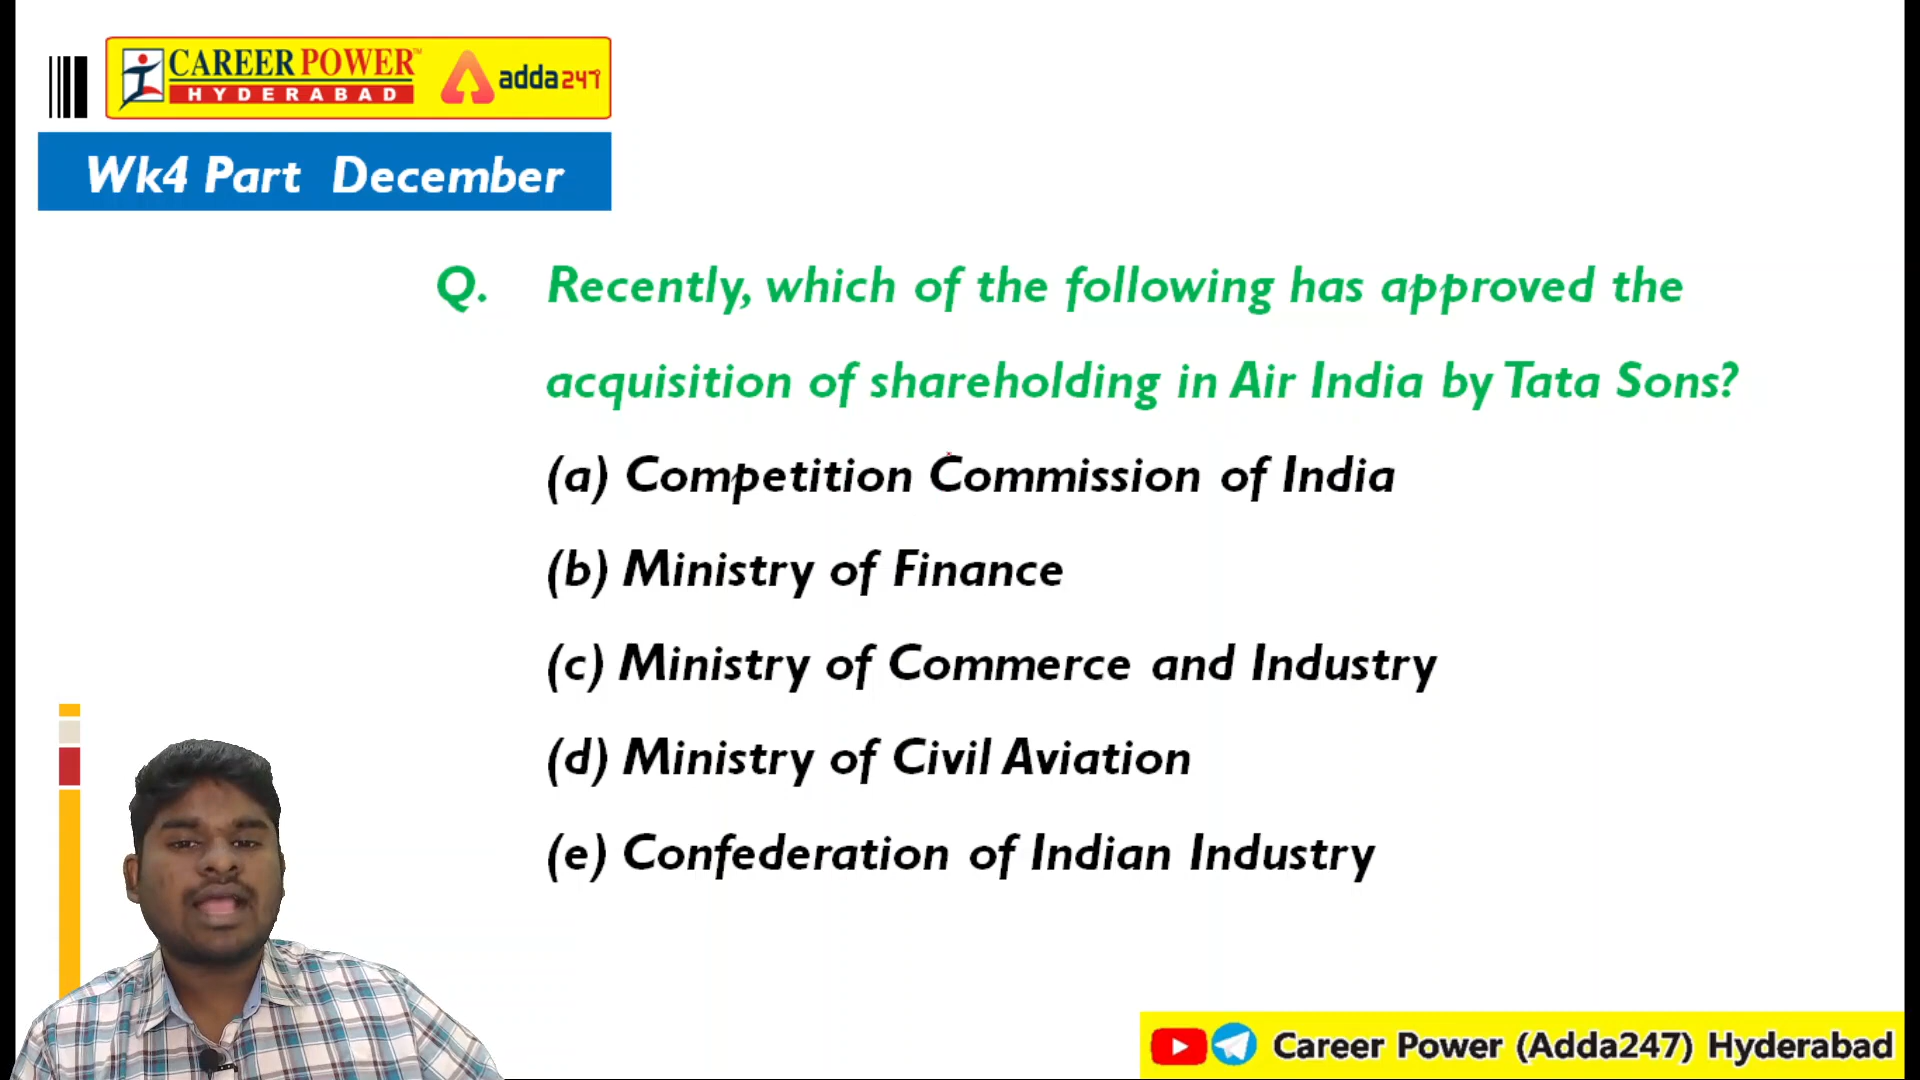 CAREER POWER™
HYDERABAD
adda247
Wk4 Part December
Q. Recently, which of the following has approved the
acquisition of shareholding in Air India by Tata Sons?
(a) Competition Commission of India
(b) Ministry of Finance
(c) Ministry of Commerce and Industry
(d) Ministry of Civil Aviation
(e) Confederation of Indian Industry
Career Power (Adda247) Hyderabad